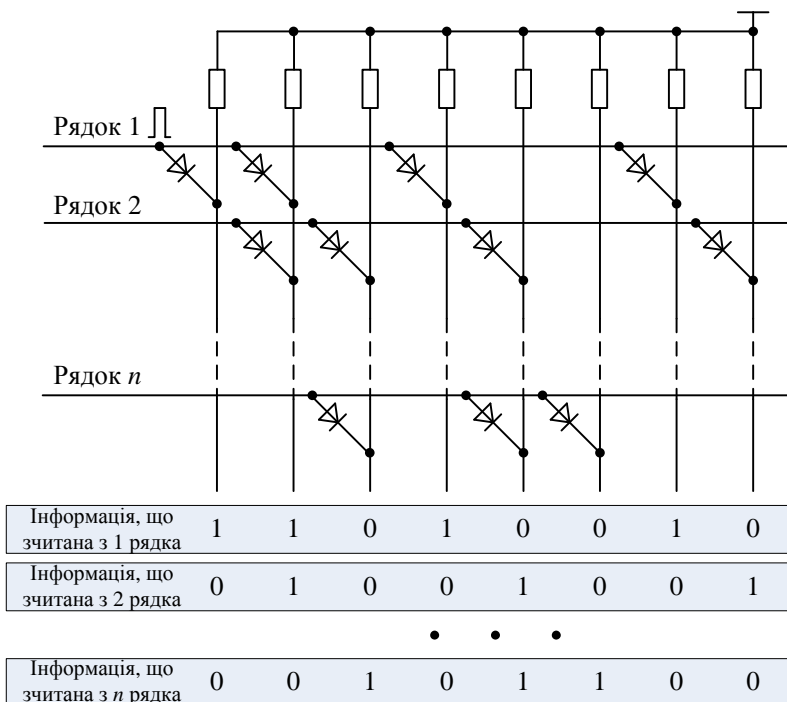 Рядок 1
Рядок 2
Рядок n
Інформація, що
зчитана з 1 рядка
1 1 0 1 0 0 1 0
Інформація, що
зчитана з 2 рядка
0 1 0 0 1 0 0 1
• • •
Інформація, що
зчитана з n рядка
0 0 1 0 1 1 0 0